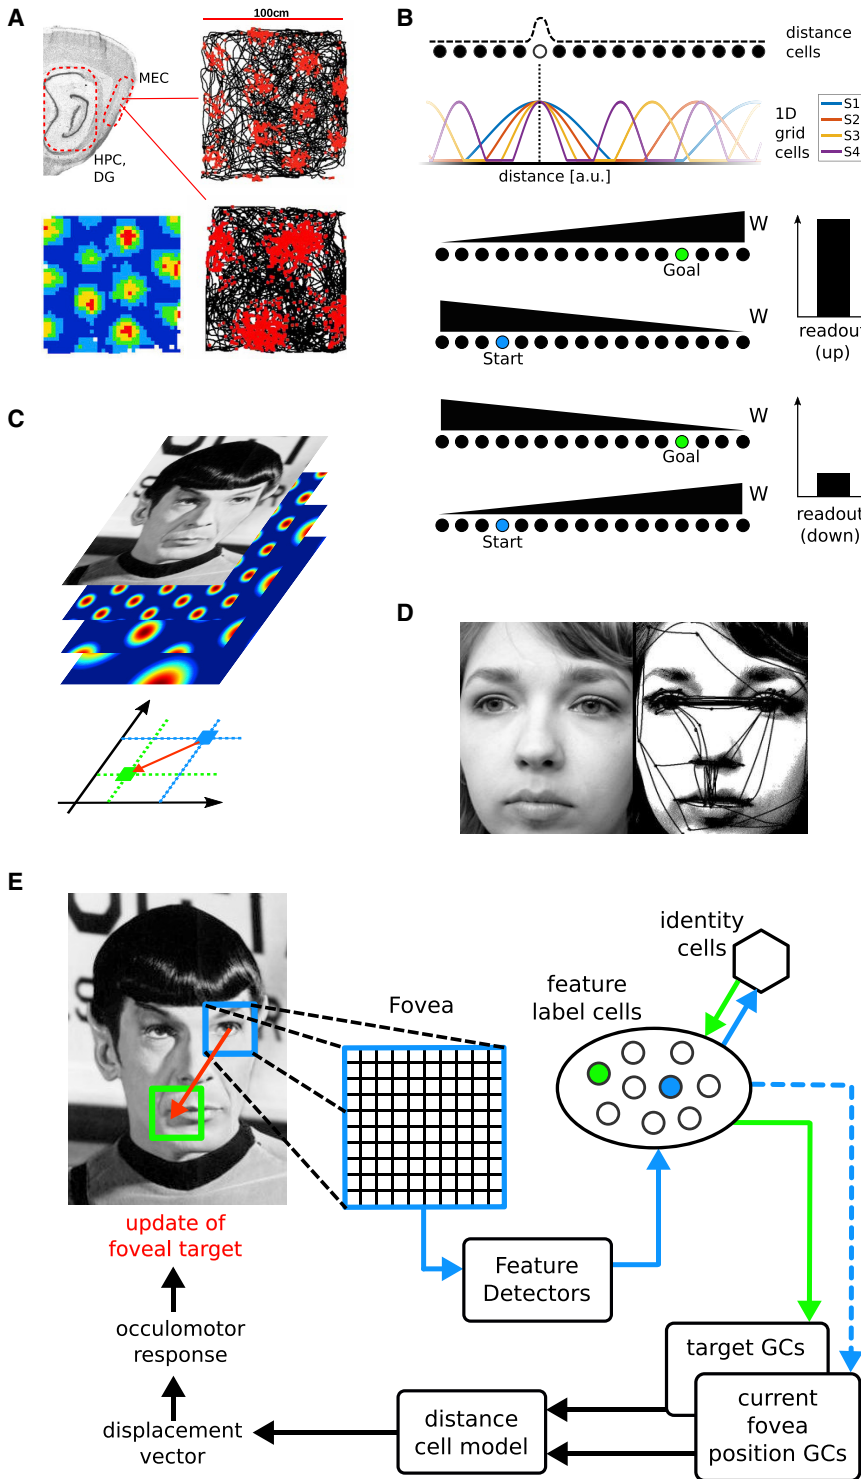 A
100cm
MEC
HPC,
DG
B
distance
cells
1D
grid
cells
S1
S2
S3
S4
distance [a.u.]
W
Goal
W
Start
readout
(up)
W
Goal
W
Start
readout
(down)
C
D
E
identity
cells
feature
label cells
Fovea
update of
foveal target
Feature
Detectors
occulomotor
response
target GCs
displacement
vector
distance
cell model
current
fovea
position GCs